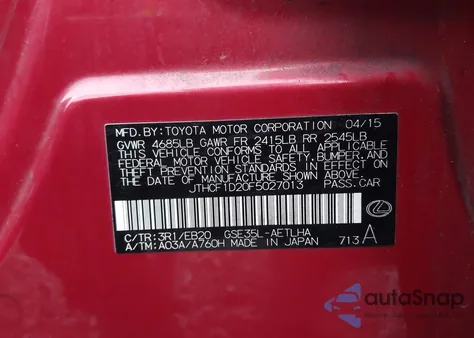 MFD.BY:TOYOTA MOTOR CORPORATION 04/15
GVWR 4685LB GAWR FR 2415LB RR 2545LB
THIS VEHICLE CONFORMS TO ALL APPLICABLE
FEDERAL MOTOR VEHICLE SAFETY, BUMPER, AND
THEFT PREVENTION STANDARDS IN EFFECT ON
THE DATE OF MANUFACTURE SHOWN ABOVE.
JTHCF1D20F5027013 PASS.CAR
C/TR:3R1/EB20 GSE35L-AETLHA
A/TM:A03A/A760H MADE IN JAPAN 713 A
autoSnap